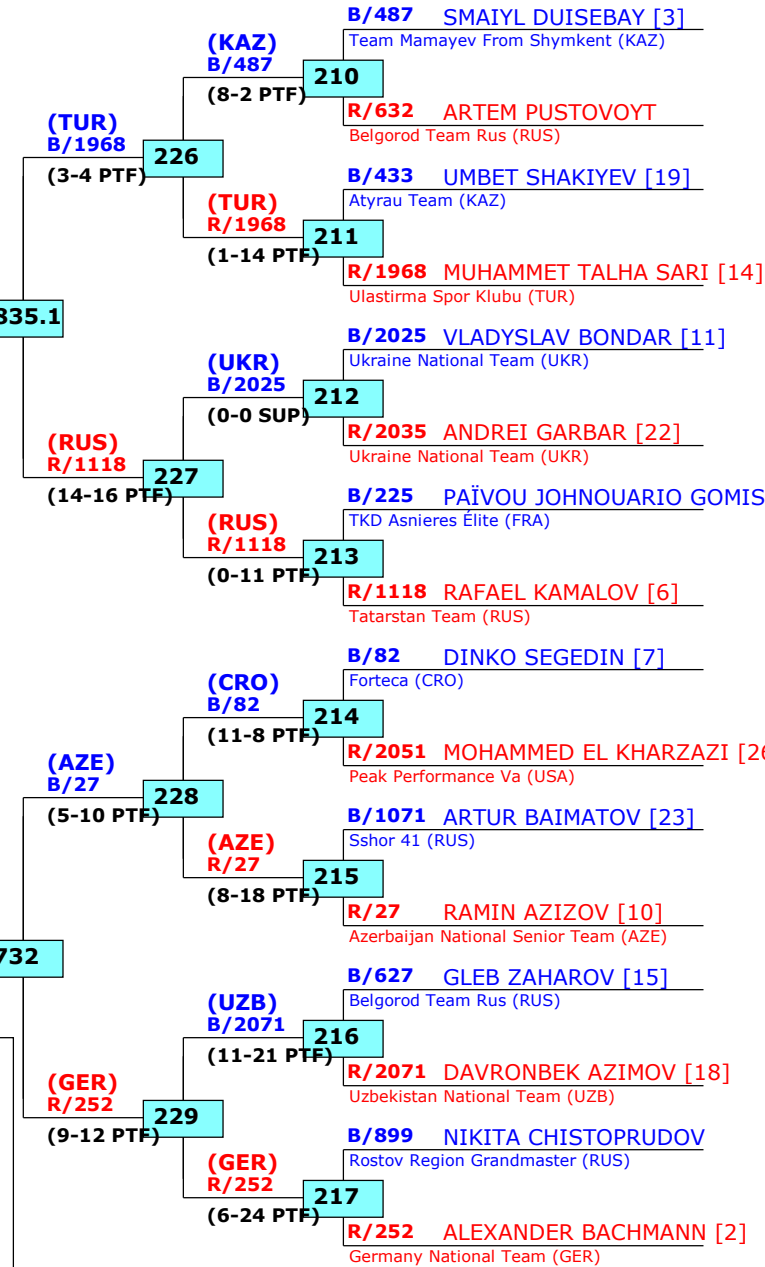 B/487 SMAIYL DUISEBAY [3]
Team Mamayev From Shymkent (KAZ)
(KAZ)
B/487
210
(8-2 PTF)
R/632 ARTEM PUSTOVOYT
Belgorod Team Rus (RUS)
(TUR)
B/1968
226
(3-4 PTF)
B/433 UMBET SHAKIYEV [19]
Atyrau Team (KAZ)
(TUR)
R/1968
211
(1-14 PTF)
R/1968 MUHAMMET TALHA SARI [14]
Ulastirma Spor Klubu (TUR)
835.1
B/2025 VLADYSLAV BONDAR [11]
Ukraine National Team (UKR)
(UKR)
B/2025
212
(0-0 SUP)
R/2035 ANDREI GARBAR [22]
Ukraine National Team (UKR)
(RUS)
R/1118
227
(14-16 PTF)
B/225 PAÏVOU JOHNOUARIO GOMIS
TKD Asnieres Élite (FRA)
(RUS)
R/1118
213
(0-11 PTF)
R/1118 RAFAEL KAMALOV [6]
Tatarstan Team (RUS)
B/82 DINKO SEGEDIN [7]
Forteca (CRO)
(CRO)
B/82
214
(11-8 PTF)
R/2051 MOHAMMED EL KHARZAZI [26
Peak Performance Va (USA)
(AZE)
B/27
228
(5-10 PTF)
B/1071 ARTUR BAIMATOV [23]
Sshor 41 (RUS)
(AZE)
R/27
215
(8-18 PTF)
R/27 RAMIN AZIZOV [10]
Azerbaijan National Senior Team (AZE)
732
B/627 GLEB ZAHAROV [15]
Belgorod Team Rus (RUS)
(UZB)
B/2071
216
(11-21 PTF)
R/2071 DAVRONBEK AZIMOV [18]
Uzbekistan National Team (UZB)
(GER)
R/252
229
(9-12 PTF)
B/899 NIKITA CHISTOPRUDOV
Rostov Region Grandmaster (RUS)
(GER)
R/252
217
(6-24 PTF)
R/252 ALEXANDER BACHMANN [2]
Germany National Team (GER)